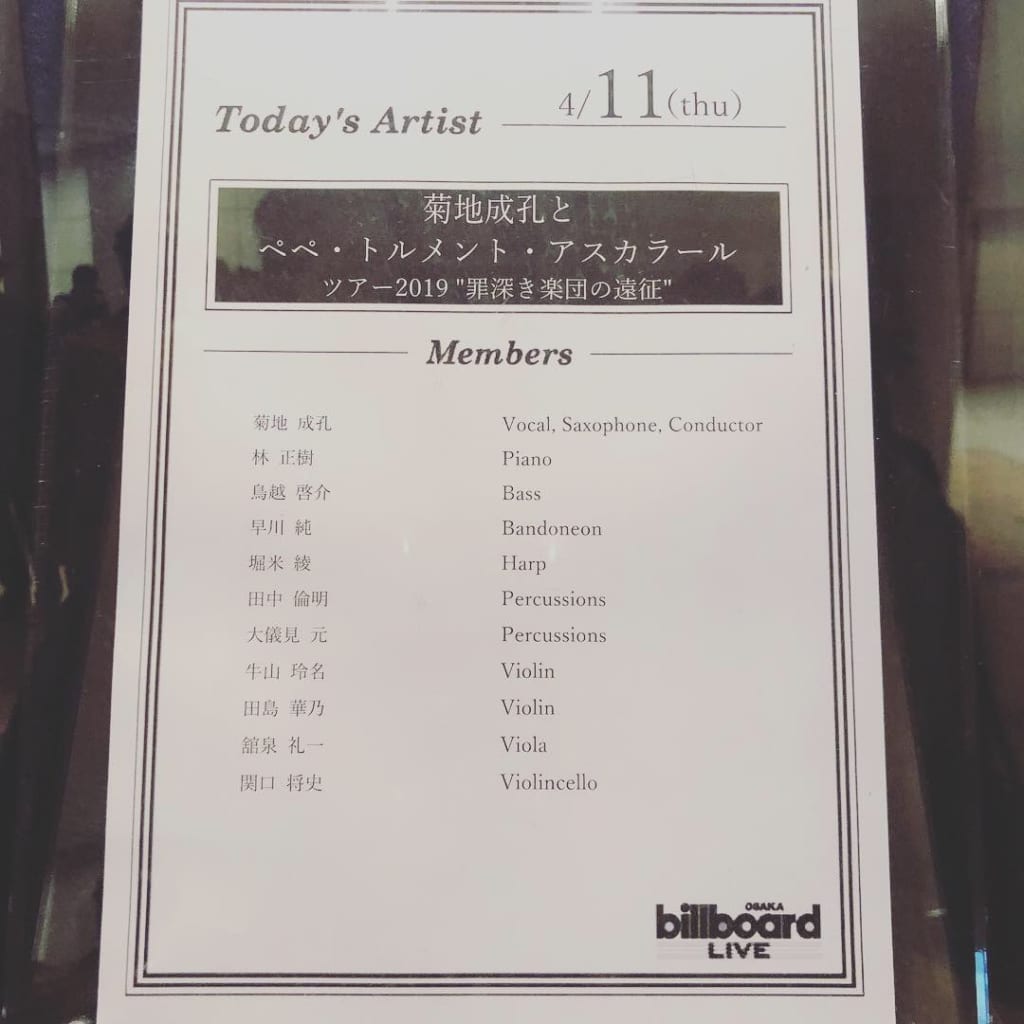 Today's Artist
4/11(thu)
菊地成孔と
ペペ・トルメント・アスカラール
ツアー2019 "罪深き楽団の遠征"
Members
菊地 成孔 Vocal, Saxophone, Conductor
林 正樹 Piano
鳥越 啓介 Bass
早川 純 Bandoneon
堀米 綾 Harp
田中 倫明 Percussions
大儀見 元 Percussions
牛山 玲名 Violin
田島 華乃 Violin
舘泉 礼一 Viola
関口 将史 Violincello
OSAKA
billboard
LIVE